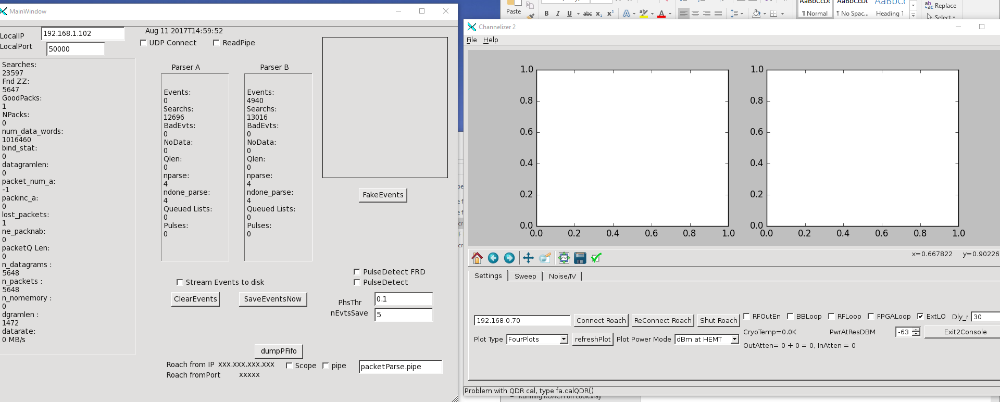 MainWindow
LocalIP 192.168.1.102
LocalPort 50000
Aug 11 2017T14:59:52
UDP Connect ReadPipe
Searches:
23597
Fnd ZZ:
5647
GoodPacks:
1
NPacks:
0
num_data_words:
1016460
bind_stat:
0
datagramlen:
0
packet_num_a:
-1
packinc_a:
0
lost_packets:
1
ne_packnab:
0
packetQ Len:
0
n_datagrams :
5648
n_packets :
5648
n_nomemory :
0
dgramlen :
1472
datarate:
0 MB/s
Parser A
Events:
0
Searchs:
12696
BadEvts:
0
NoData:
0
Qlen:
0
nparse:
4
ndone_parse:
4
Queued Lists:
0
Pulses:
0
Parser B
Events:
4940
Searchs:
13016
BadEvts:
0
NoData:
0
Qlen:
0
nparse:
4
ndone_parse:
4
Queued Lists:
0
Pulses:
0
FakeEvents
PulseDetect FRD
PulseDetect
Stream Events to disk
ClearEvents SaveEventsNow
PhsThr 0.1
nEvtsSave 5
dumpPFifo
Roach from IP xxx.xxx.xxx.xxx Scope pipe packetParse.pipe
Roach fromPort xxxxx
Paste
B I U abc x₂ x² A A
AaBbCcDc AaBbCcDc AaBbC
¶ Normal ¶ No Spac... Heading 1
Replace
Select
Channelizer 2
File Help
1.0
0.8
0.6
0.4
0.2
0.0
0.0 0.2 0.4 0.6 0.8 1.0
1.0
0.8
0.6
0.4
0.2
0.0
0.0 0.2 0.4 0.6 0.8 1.0
x=0.667822 y=0.90226
Settings Sweep Noise/IV
192.168.0.70 Connect Roach ReConnect Roach Shut Roach RFOutEn BBLoop RFLoop FPGALoop ExtLO Dly_r 30
CryoTemp=0.0K PwrAtResDBM -63 Exit2Console
Plot Type FourPlots refreshPlot Plot Power Mode dBm at HEMT
OutAtten= 0 + 0 = 0, InAtten = 0
Problem with QDR cal, type fa.calQDR()
Running ROACH on cook.xray